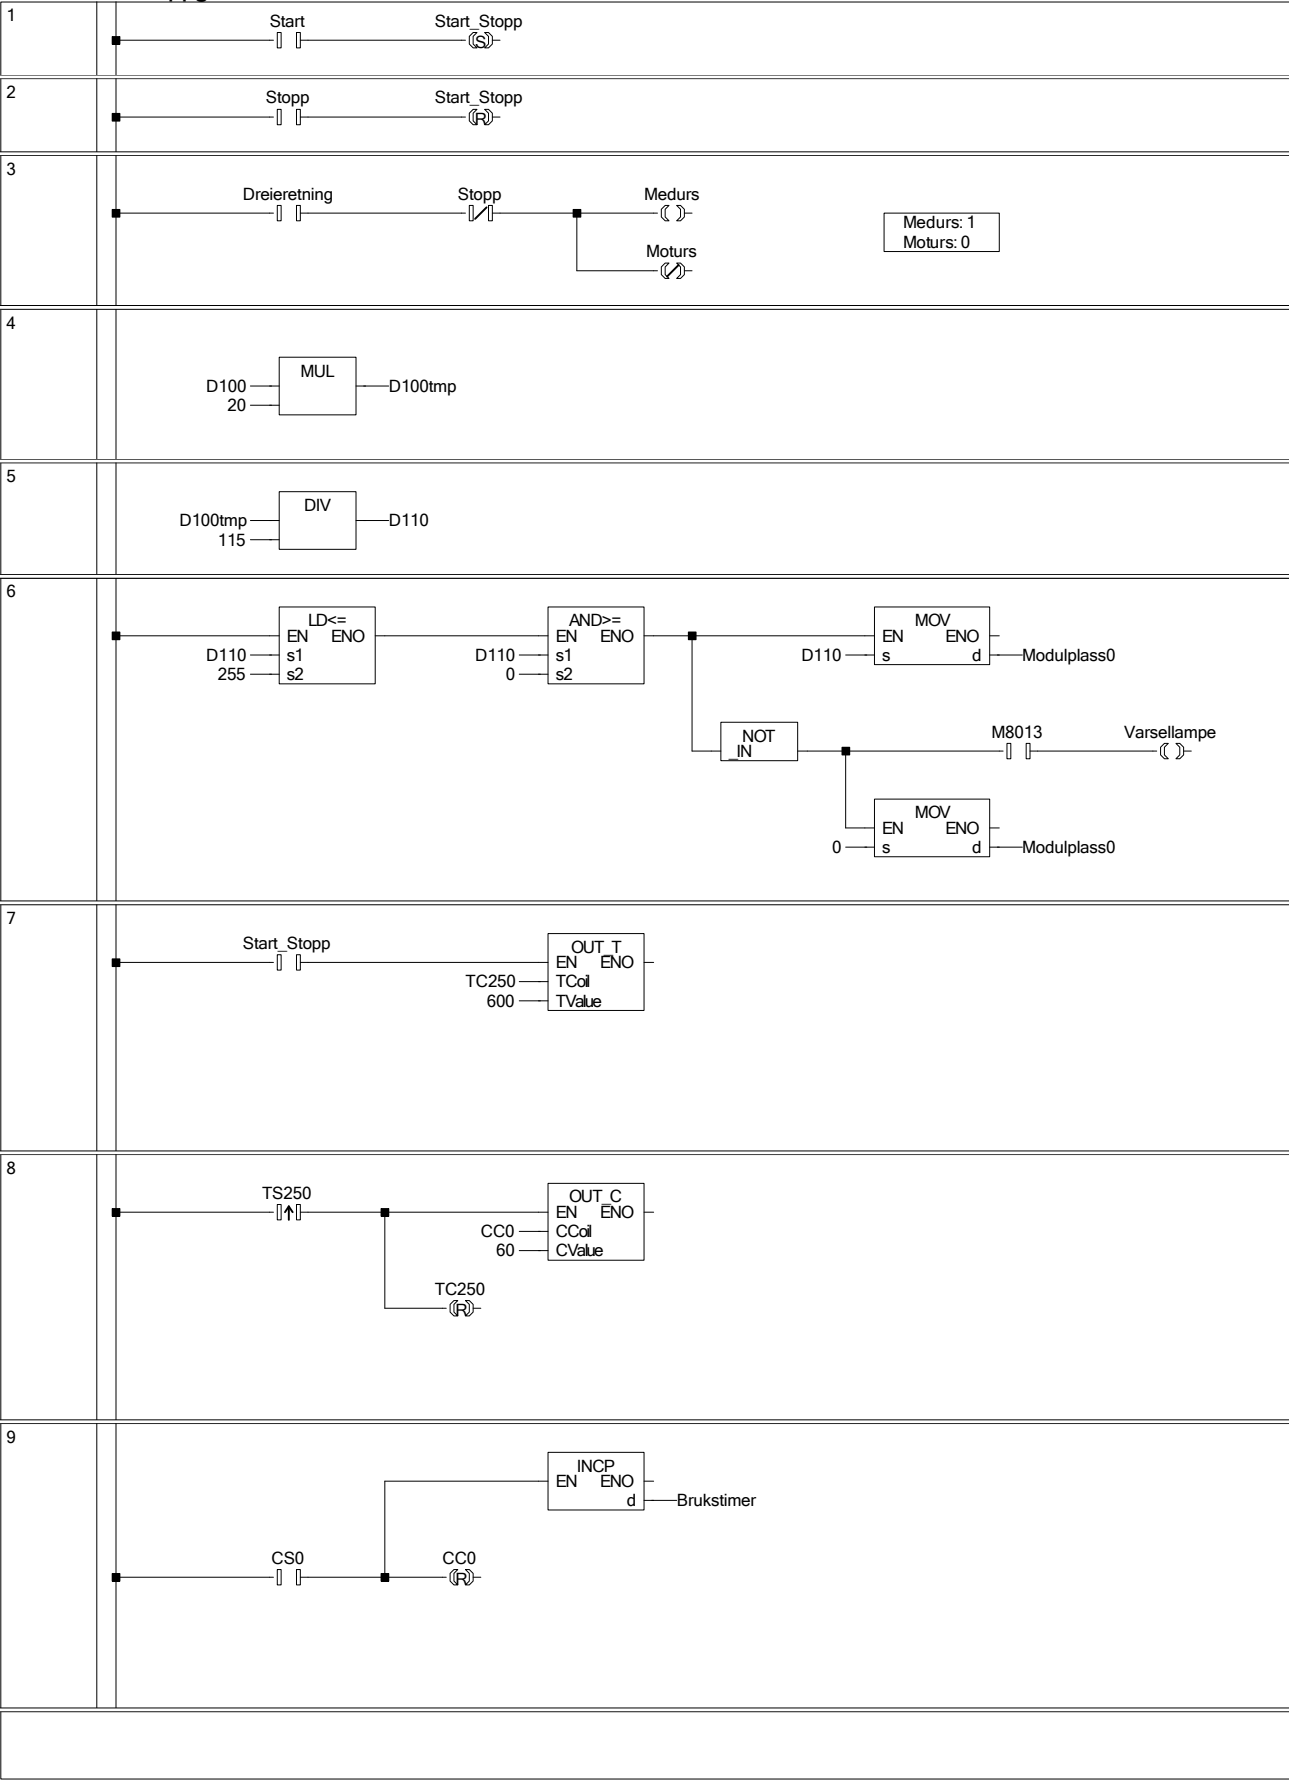 1
Start Start_Stopp
S
2
Stopp Start_Stopp
R
3
Dreieretning Stopp Medurs
Medurs: 1
Moturs: 0
Moturs
4
MUL
D100 D100tmp
20
5
DIV
D100tmp D110
115
6
LD<= AND>= MOV
EN ENO EN ENO EN ENO
D110 s1 D110 s1 D110 s d Modulplass0
255 s2 0 s2
NOT M8013 Varsellampe
_IN
MOV
EN ENO
0 s d Modulplass0
7
Start_Stopp OUT_T
EN ENO
TC250 TCoil
600 TValue
8
TS250 OUT_C
EN ENO
CC0 CCoil
60 CValue
TC250
R
9
INCP
EN ENO
d Brukstimer
CS0 CC0
R